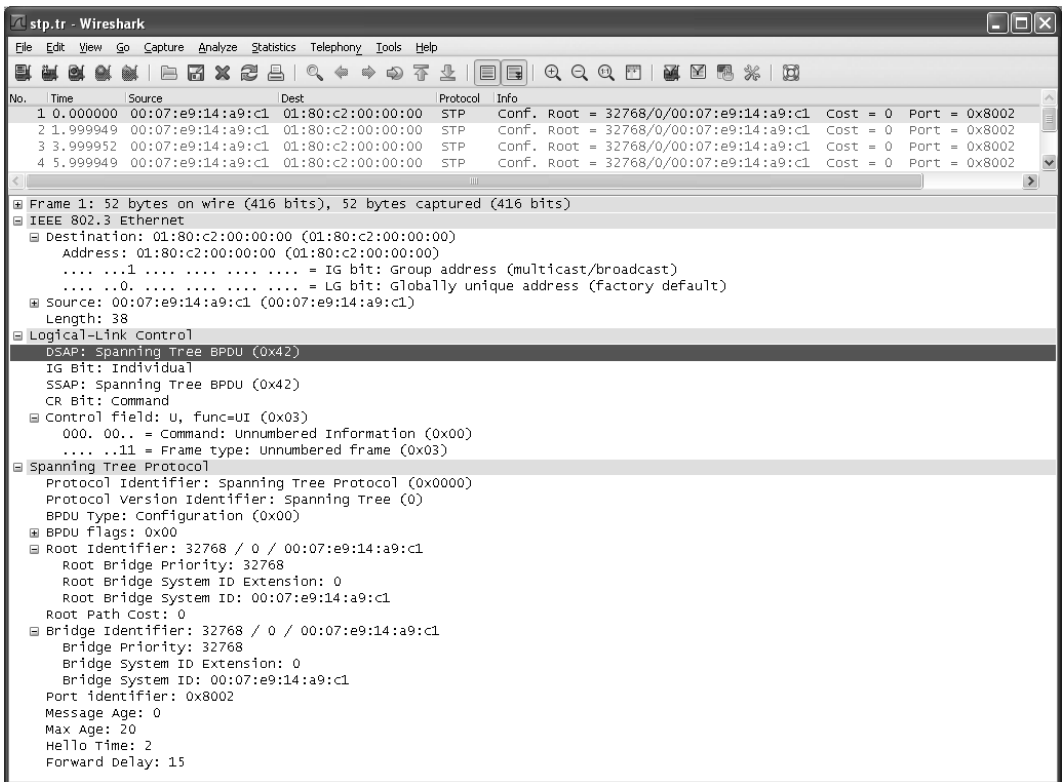 stp.tr - Wireshark
File Edit View Go Capture Analyze Statistics Telephony Tools Help
No. Time Source Dest Protocol Info
1 0.000000 00:07:e9:14:a9:c1 01:80:c2:00:00:00 STP Conf. Root = 32768/0/00:07:e9:14:a9:c1 Cost = 0 Port = 0x8002
2 1.999949 00:07:e9:14:a9:c1 01:80:c2:00:00:00 STP Conf. Root = 32768/0/00:07:e9:14:a9:c1 Cost = 0 Port = 0x8002
3 3.999952 00:07:e9:14:a9:c1 01:80:c2:00:00:00 STP Conf. Root = 32768/0/00:07:e9:14:a9:c1 Cost = 0 Port = 0x8002
4 5.999949 00:07:e9:14:a9:c1 01:80:c2:00:00:00 STP Conf. Root = 32768/0/00:07:e9:14:a9:c1 Cost = 0 Port = 0x8002
Frame 1: 52 bytes on wire (416 bits), 52 bytes captured (416 bits)
IEEE 802.3 Ethernet
Destination: 01:80:c2:00:00:00 (01:80:c2:00:00:00)
Address: 01:80:c2:00:00:00 (01:80:c2:00:00:00)
.... ...1 .... .... .... .... = IG bit: Group address (multicast/broadcast)
.... ..0. .... .... .... .... = LG bit: Globally unique address (factory default)
Source: 00:07:e9:14:a9:c1 (00:07:e9:14:a9:c1)
Length: 38
Logical-Link Control
DSAP: Spanning Tree BPDU (0x42)
IG Bit: Individual
SSAP: Spanning Tree BPDU (0x42)
CR Bit: Command
Control field: U, func=UI (0x03)
000. 00.. = Command: Unnumbered Information (0x00)
.... ..11 = Frame type: Unnumbered frame (0x03)
Spanning Tree Protocol
Protocol Identifier: Spanning Tree Protocol (0x0000)
Protocol Version Identifier: Spanning Tree (0)
BPDU Type: Configuration (0x00)
BPDU flags: 0x00
Root Identifier: 32768 / 0 / 00:07:e9:14:a9:c1
Root Bridge Priority: 32768
Root Bridge System ID Extension: 0
Root Bridge System ID: 00:07:e9:14:a9:c1
Root Path Cost: 0
Bridge Identifier: 32768 / 0 / 00:07:e9:14:a9:c1
Bridge Priority: 32768
Bridge System ID Extension: 0
Bridge System ID: 00:07:e9:14:a9:c1
Port identifier: 0x8002
Message Age: 0
Max Age: 20
Hello Time: 2
Forward Delay: 15